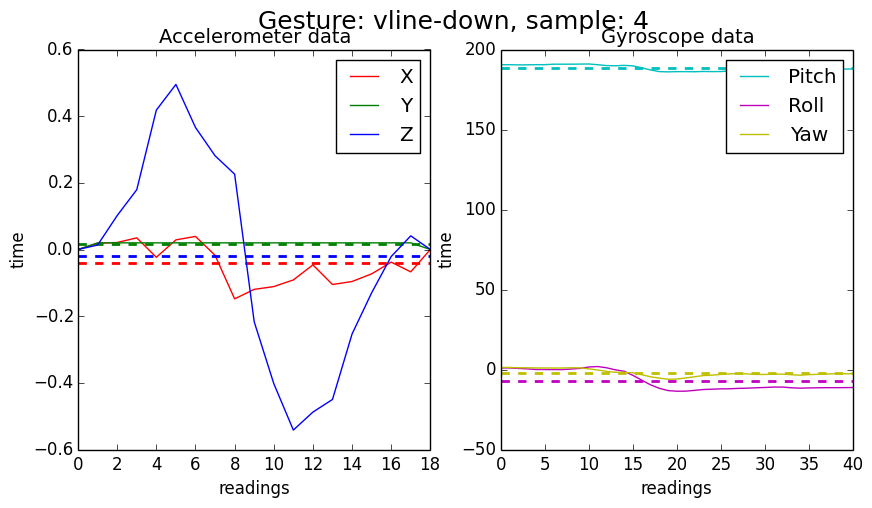 Gesture: vline-down, sample: 4
Accelerometer data
0.6
0.4
0.2
0.0
−0.2
−0.4
−0.6
time
X
Y
Z
0 2 4 6 8 10 12 14 16 18
readings
Gyroscope data
200
150
100
50
0
−50
time
Pitch
Roll
Yaw
0 5 10 15 20 25 30 35 40
readings